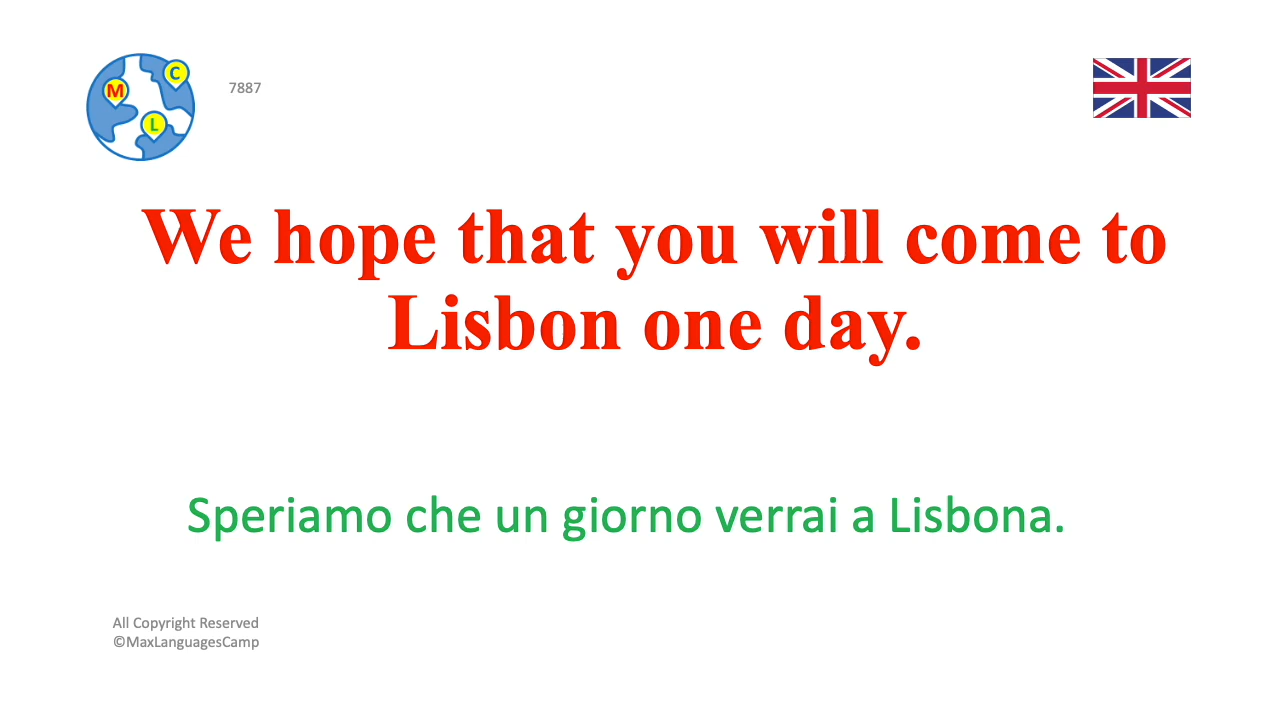 M
C
L
7887
We hope that you will come to
Lisbon one day.
Speriamo che un giorno verrai a Lisbona.
All Copyright Reserved
©MaxLanguagesCamp